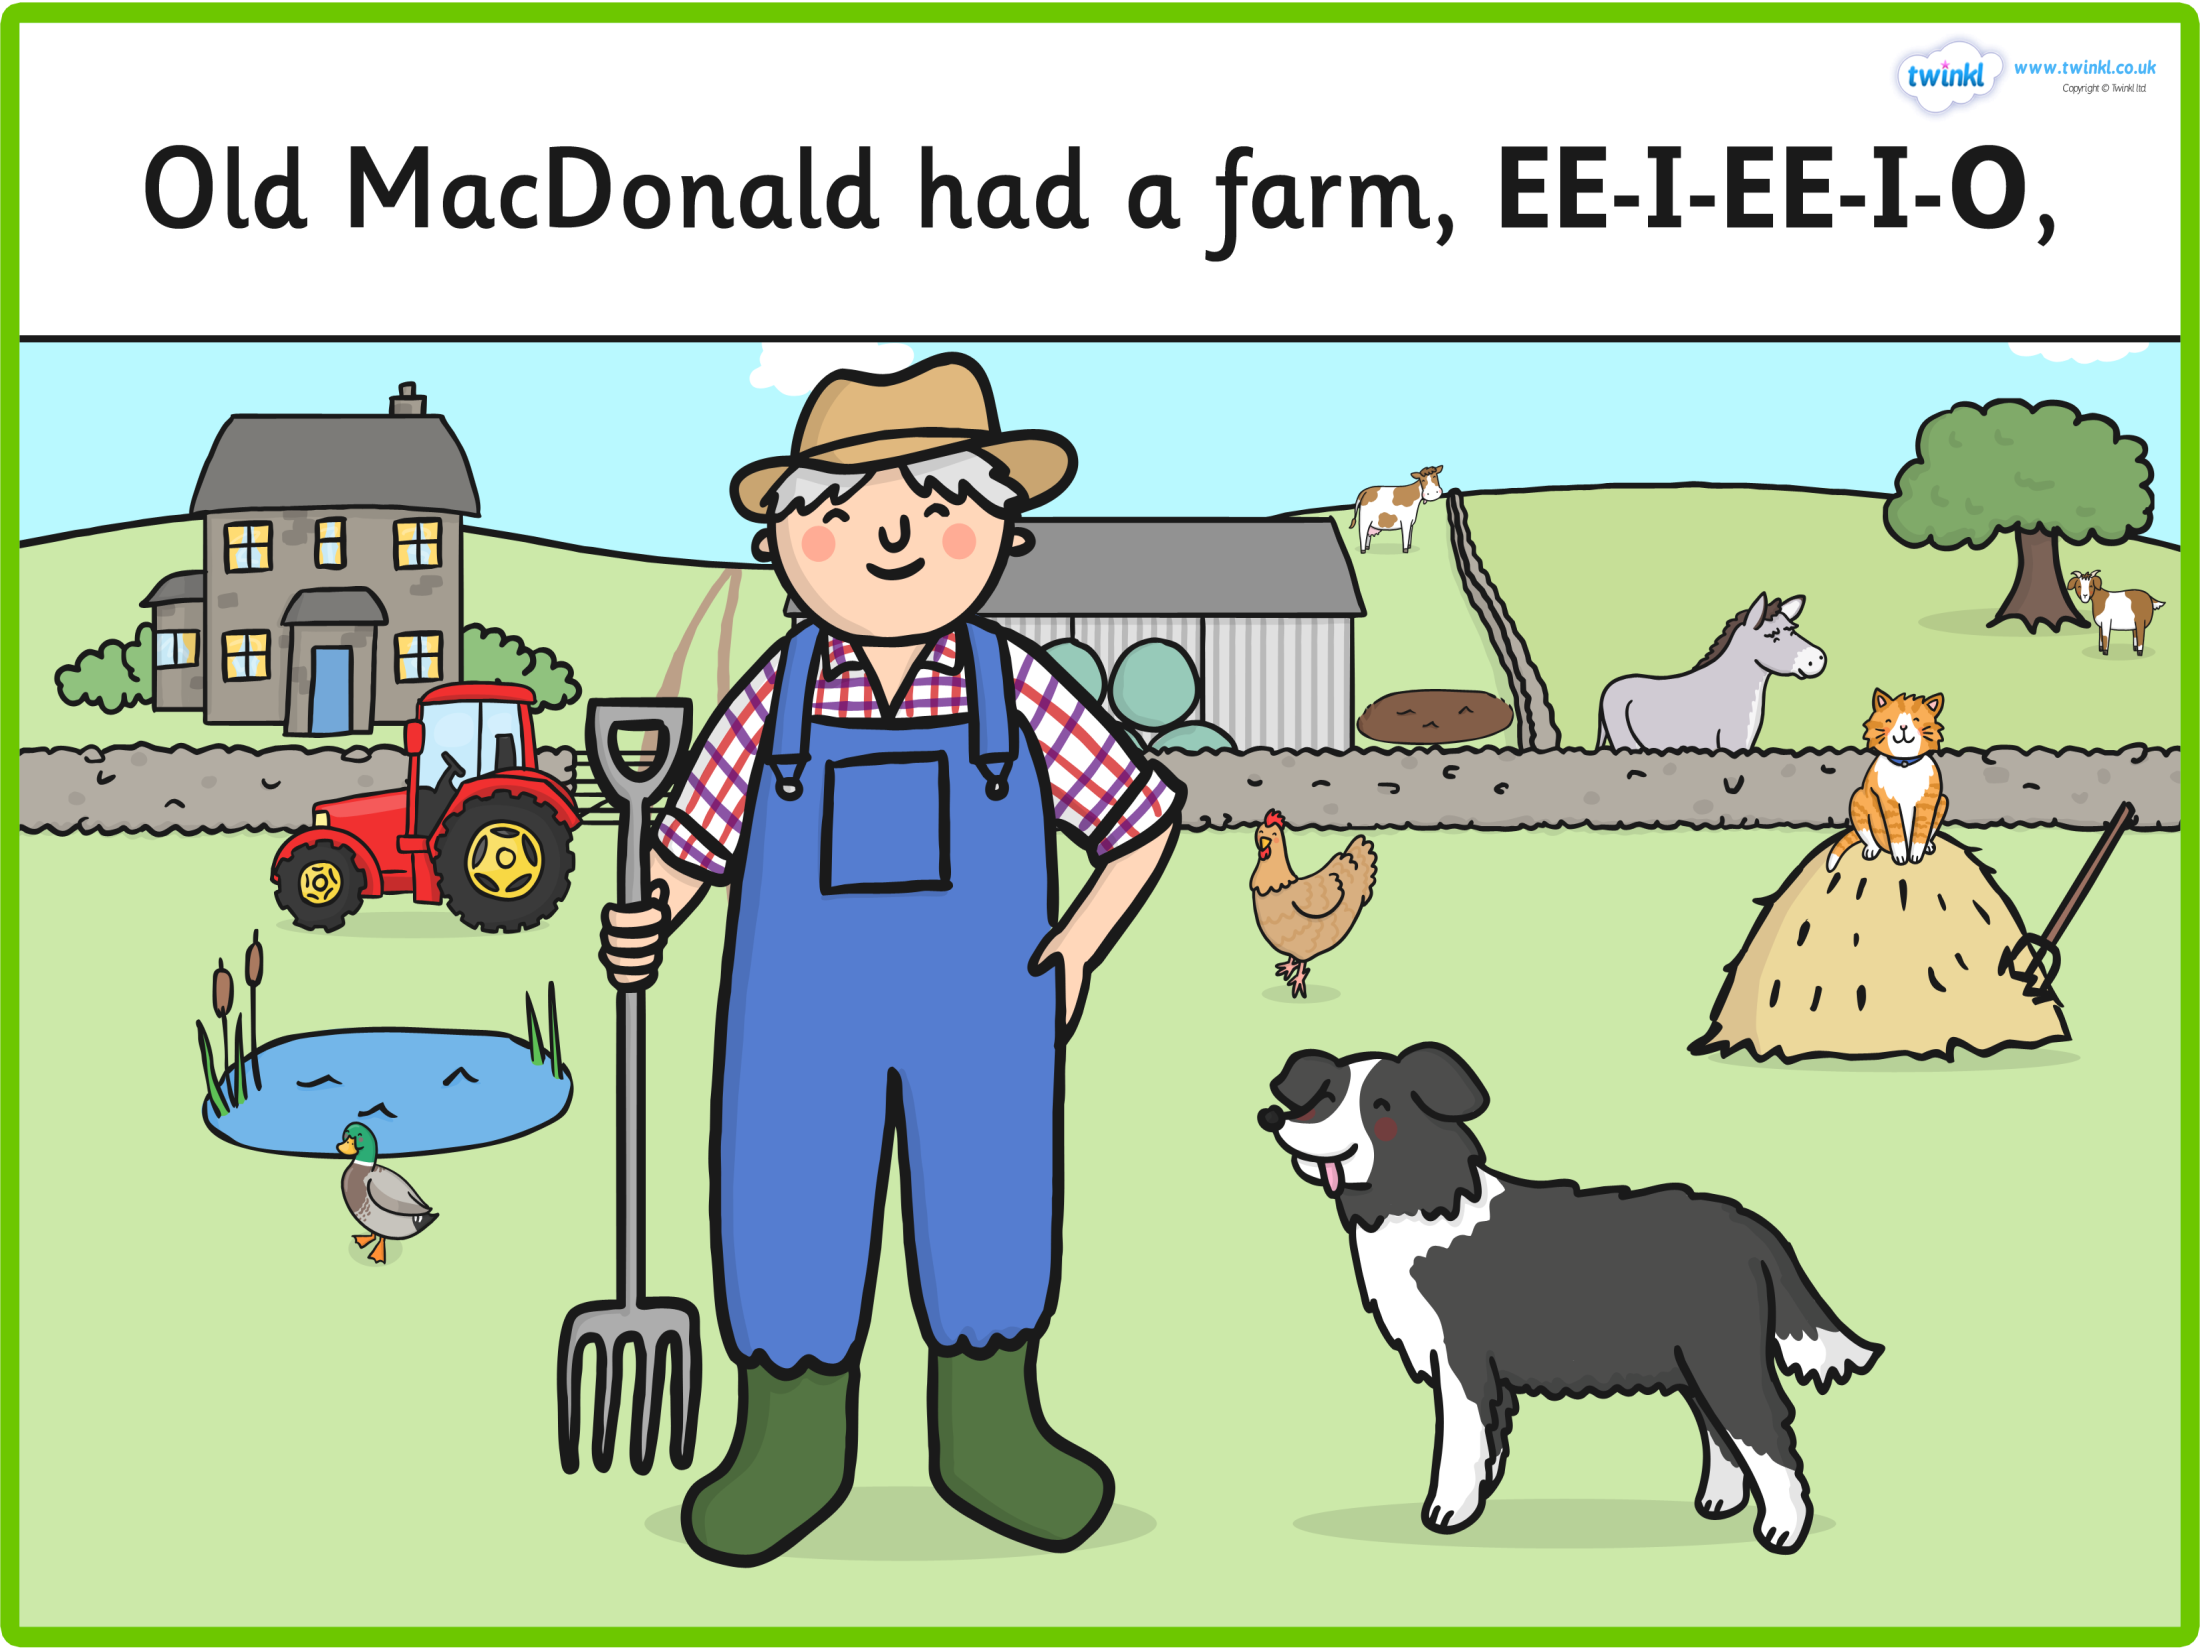 twinkl www.twinkl.co.uk
Copyright © Twinkl ltd.
Old MacDonald had a farm, EE-I-EE-I-O,